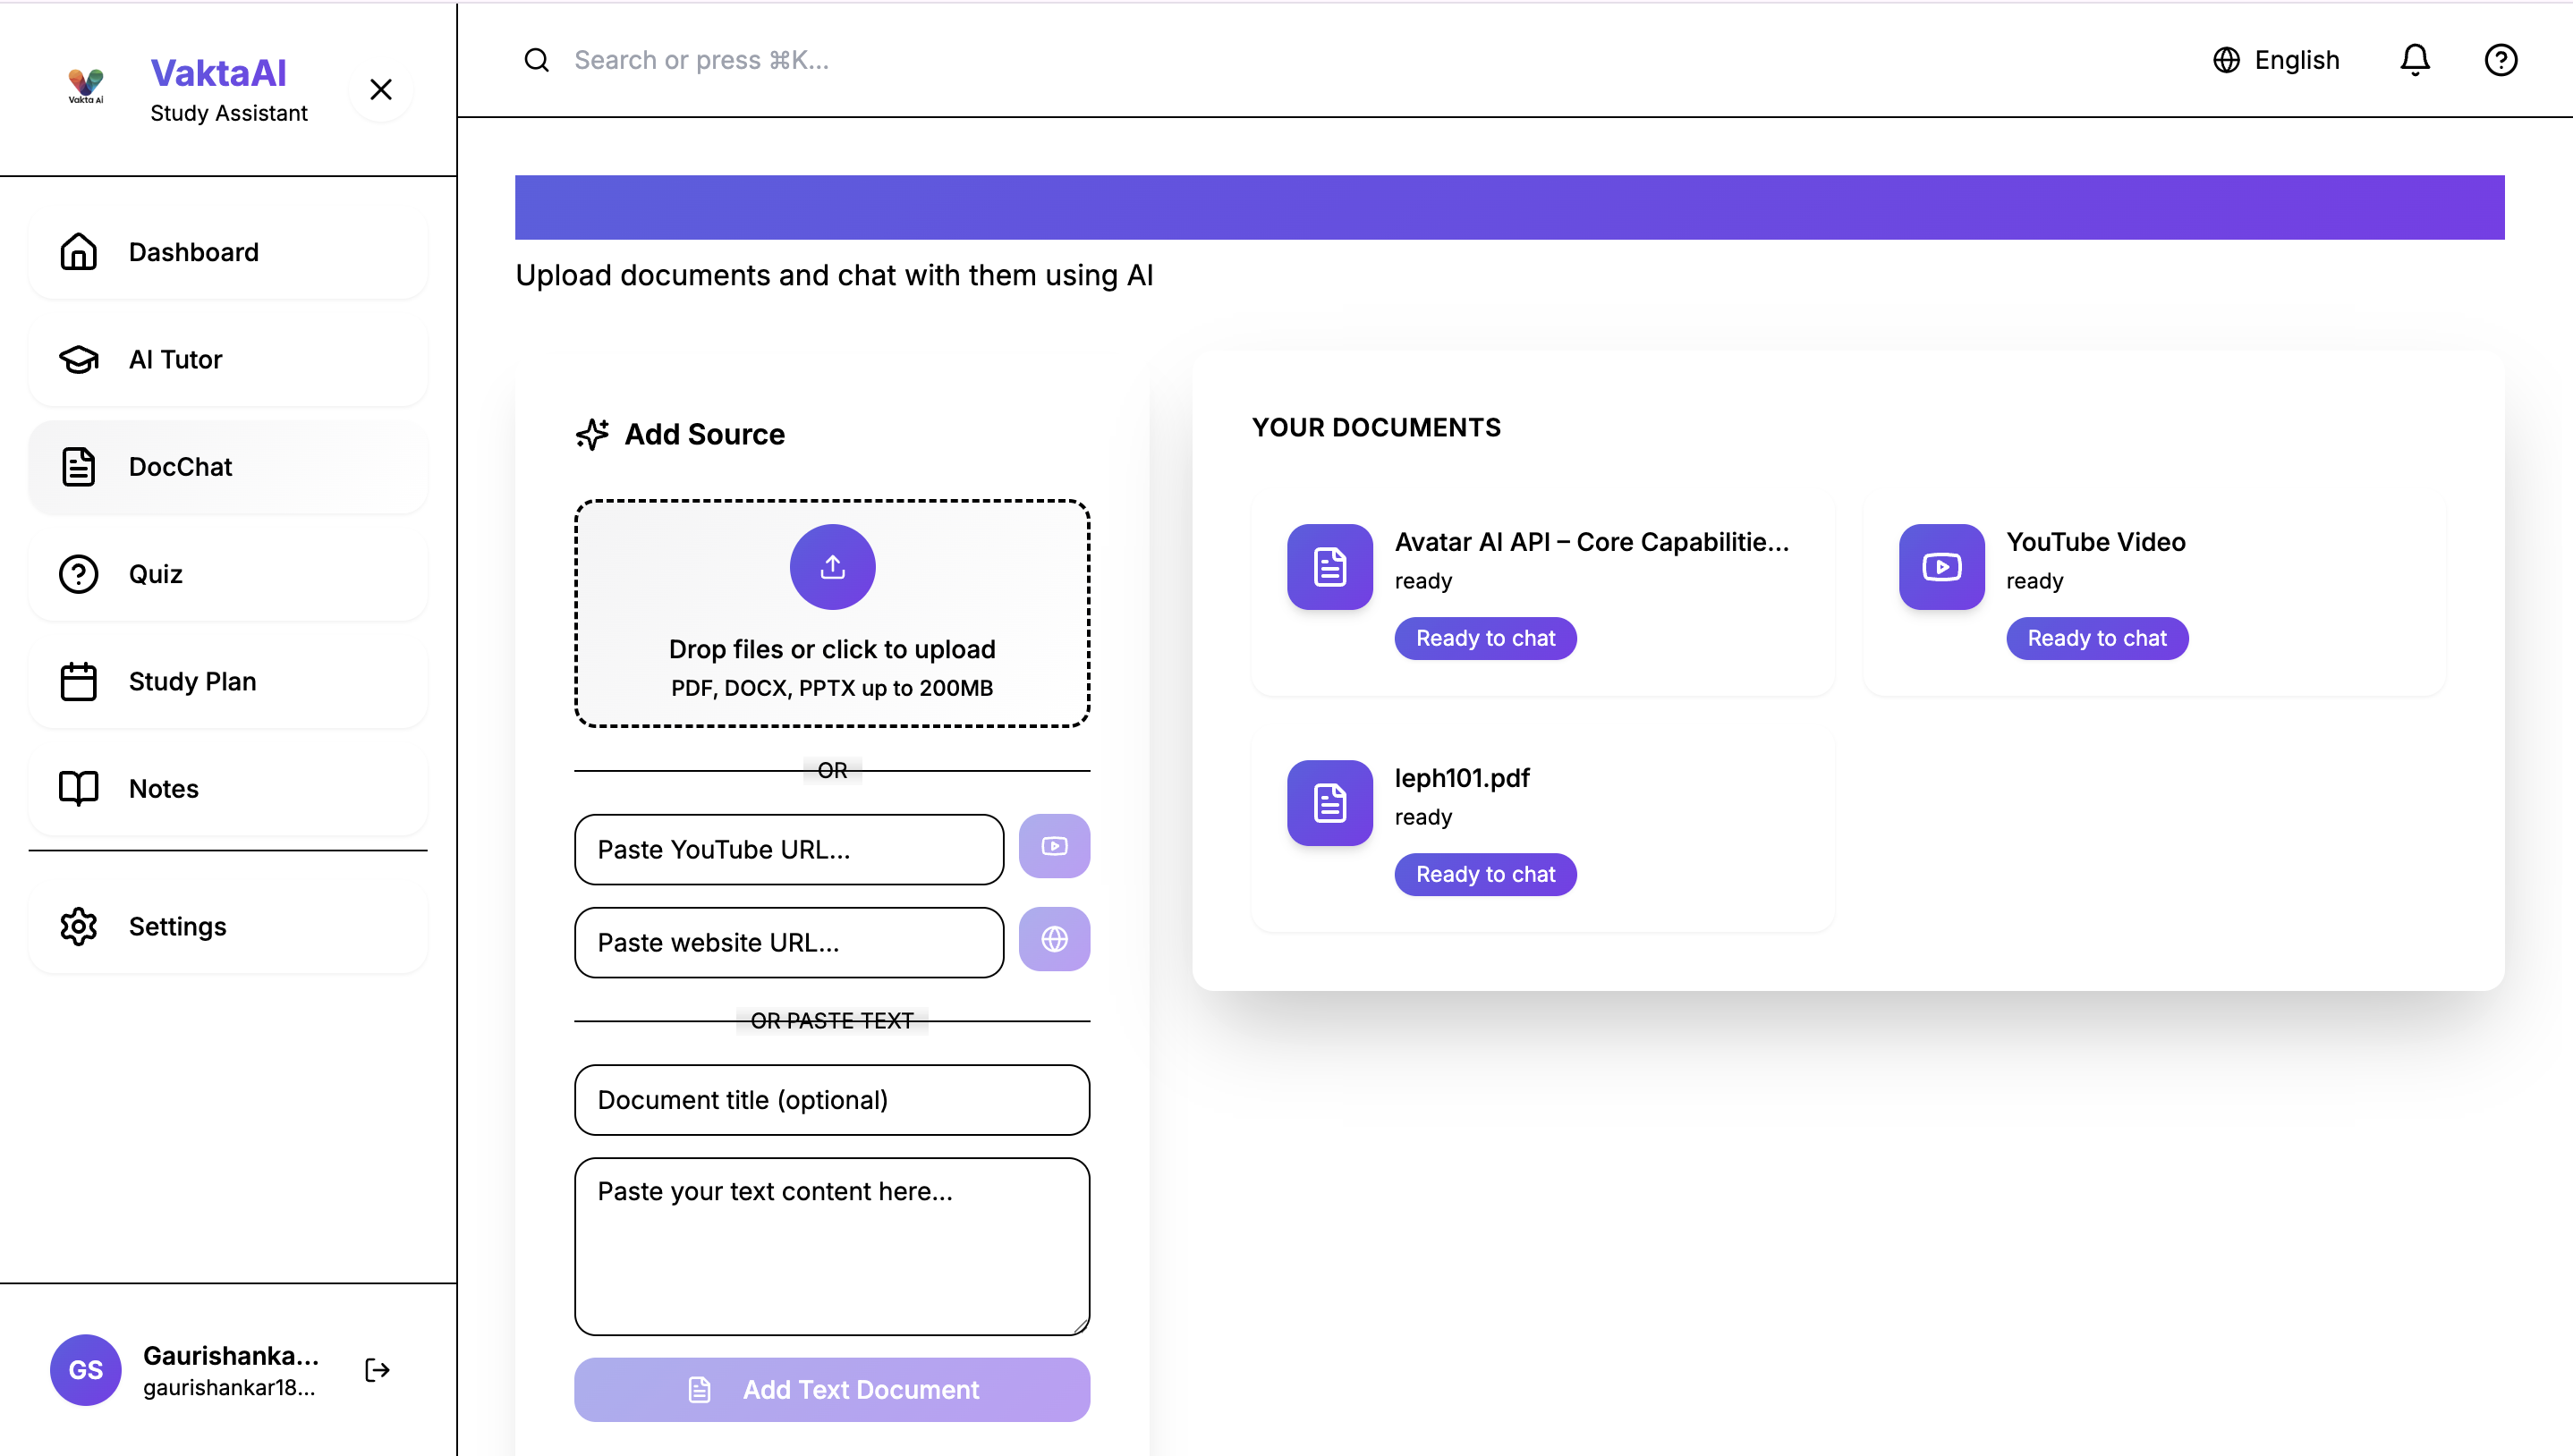 VaktaAI
Study Assistant
Vakta Ai
Search or press ⌘K...
English
Dashboard
AI Tutor
DocChat
Quiz
Study Plan
Notes
Settings
GS
Gaurishanka...
gaurishankar18...
Upload documents and chat with them using AI
Add Source
Drop files or click to upload
PDF, DOCX, PPTX up to 200MB
OR
Paste YouTube URL...
Paste website URL...
OR PASTE TEXT
Document title (optional)
Paste your text content here...
Add Text Document
YOUR DOCUMENTS
Avatar AI API – Core Capabilitie...
ready
Ready to chat
YouTube Video
ready
Ready to chat
leph101.pdf
ready
Ready to chat